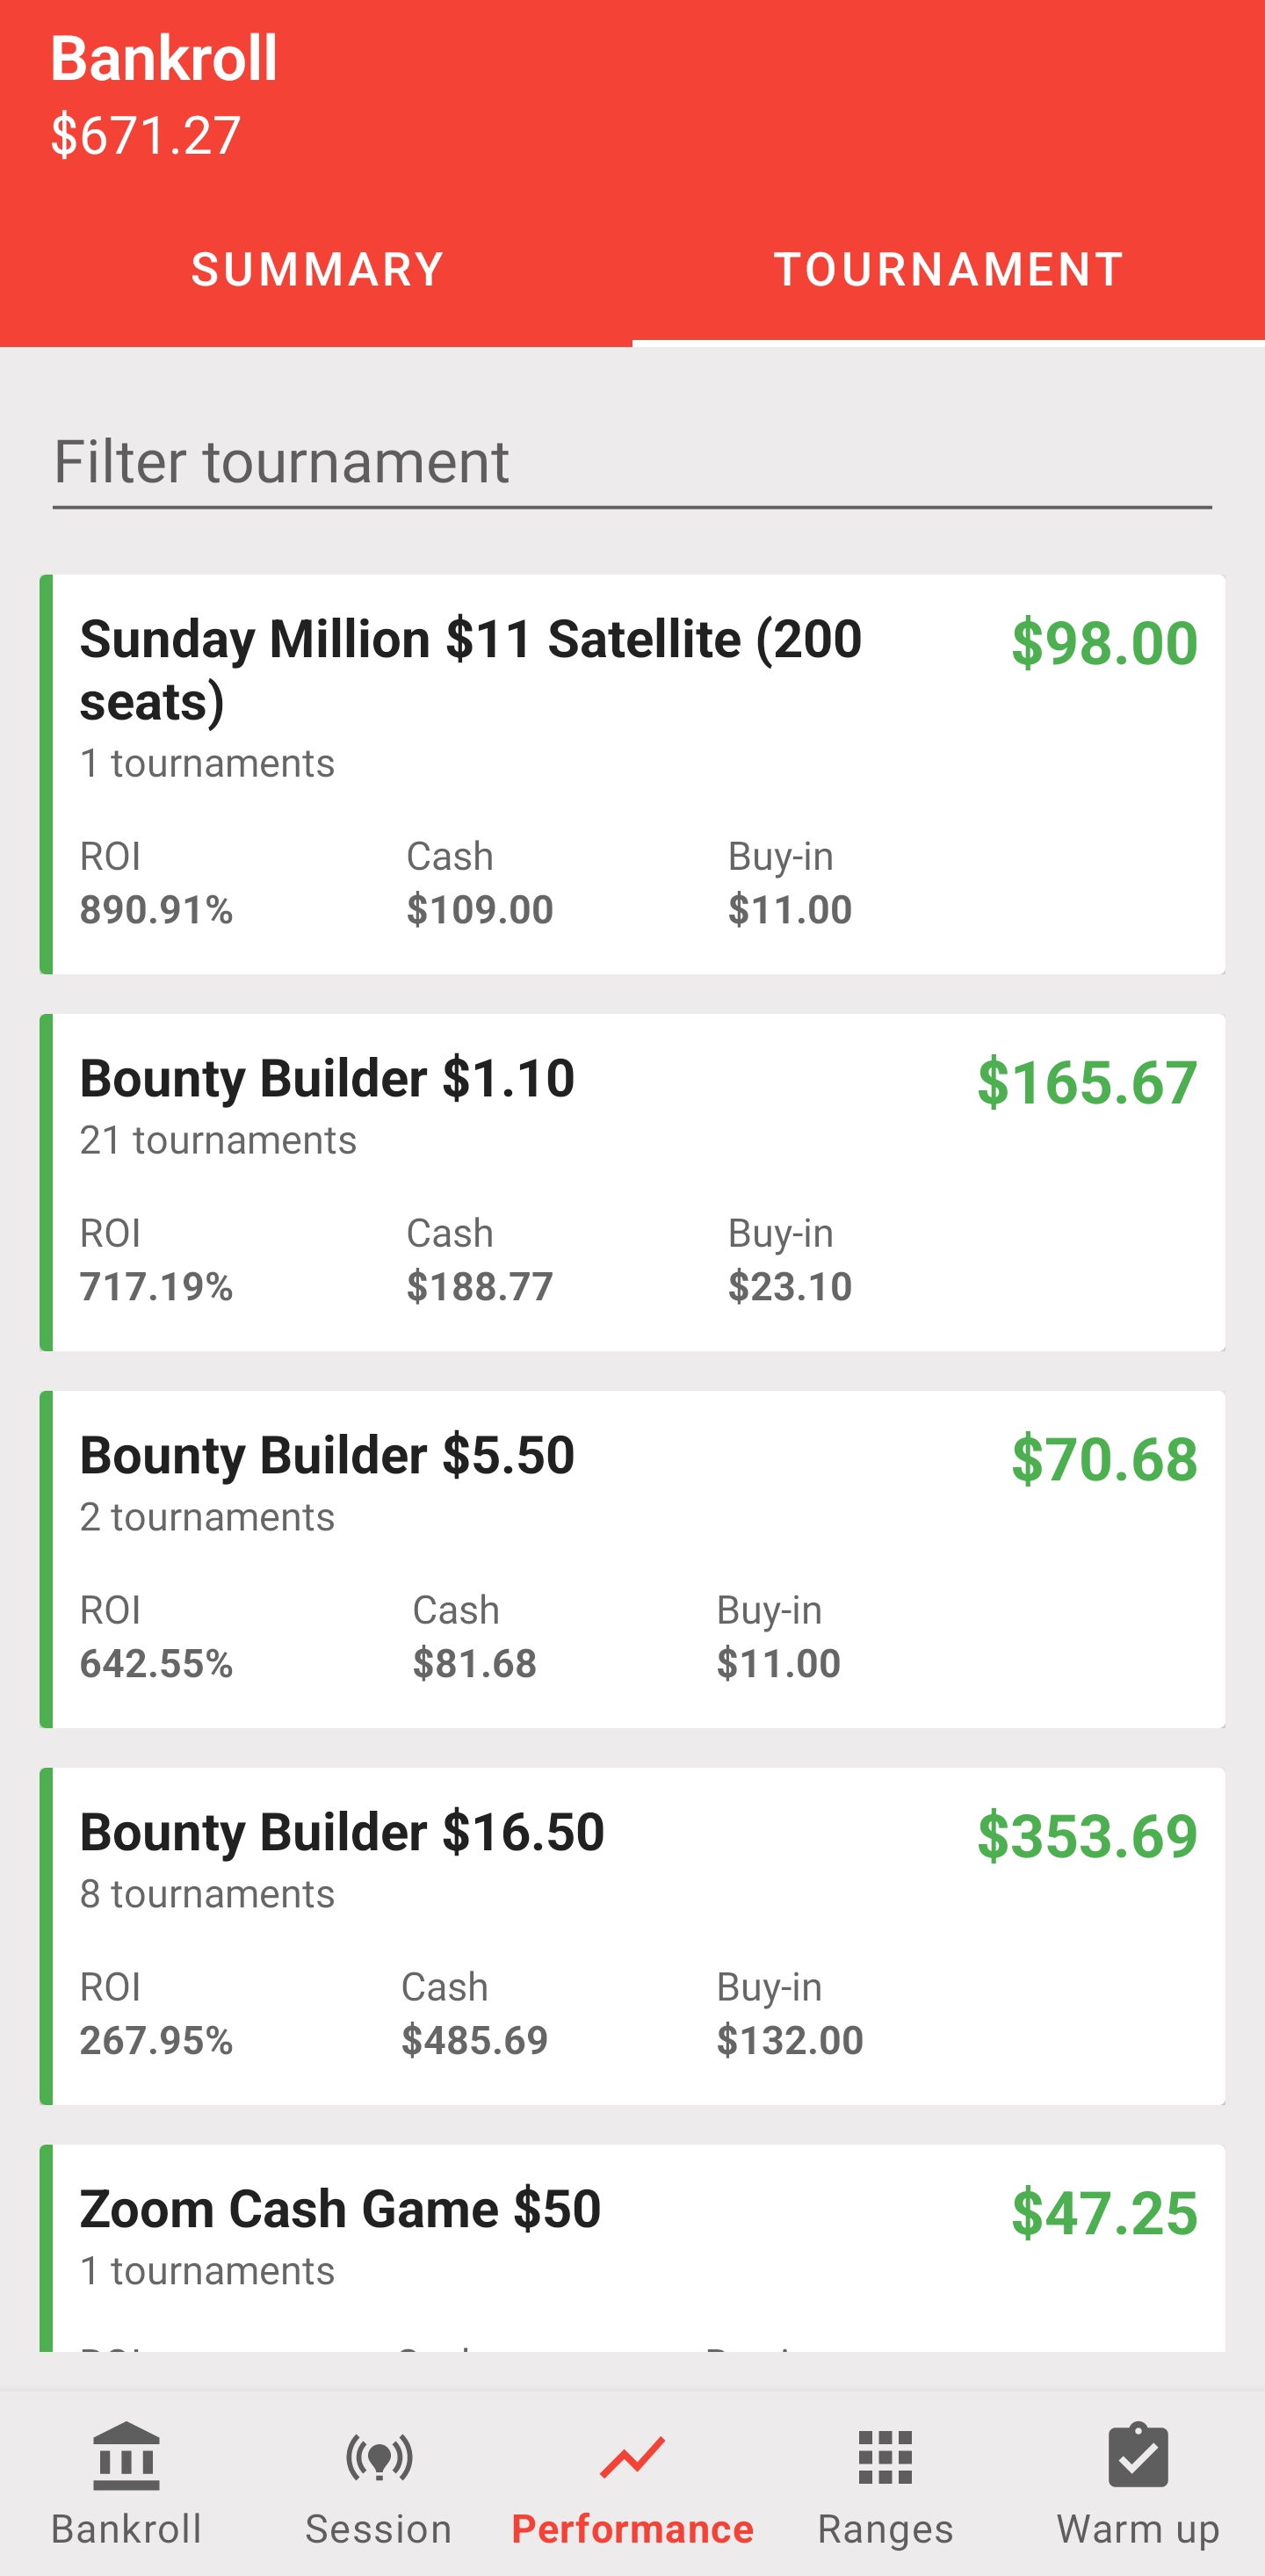 Bankroll
$671.27
SUMMARY
TOURNAMENT
Filter tournament
Sunday Million $11 Satellite (200
seats)
$98.00
1 tournaments
ROI
Cash
Buy-in
890.91%
$109.00
$11.00
Bounty Builder $1.10
$165.67
21 tournaments
ROI
Cash
Buy-in
717.19%
$188.77
$23.10
Bounty Builder $5.50
$70.68
2 tournaments
ROI
Cash
Buy-in
642.55%
$81.68
$11.00
Bounty Builder $16.50
$353.69
8 tournaments
ROI
Cash
Buy-in
267.95%
$485.69
$132.00
Zoom Cash Game $50
$47.25
1 tournaments
Bankroll
Session
Performance
Ranges
Warm up